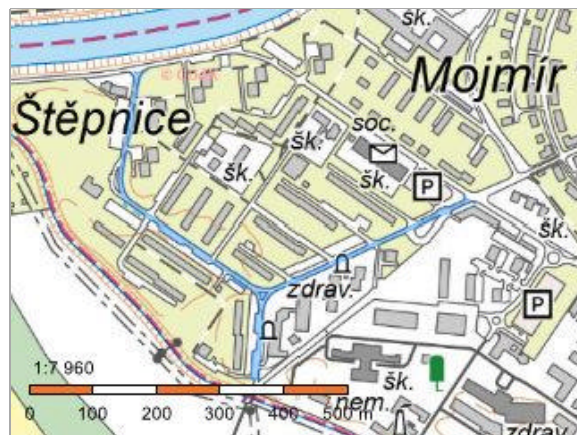 šk.
Mojmír
Štěpnice
soc.
šk.
šk.
šk.
P
šk.
zdrav.
P
1:7 960
šk.
0 100 200 300 400 500 m
nem.
zdrav